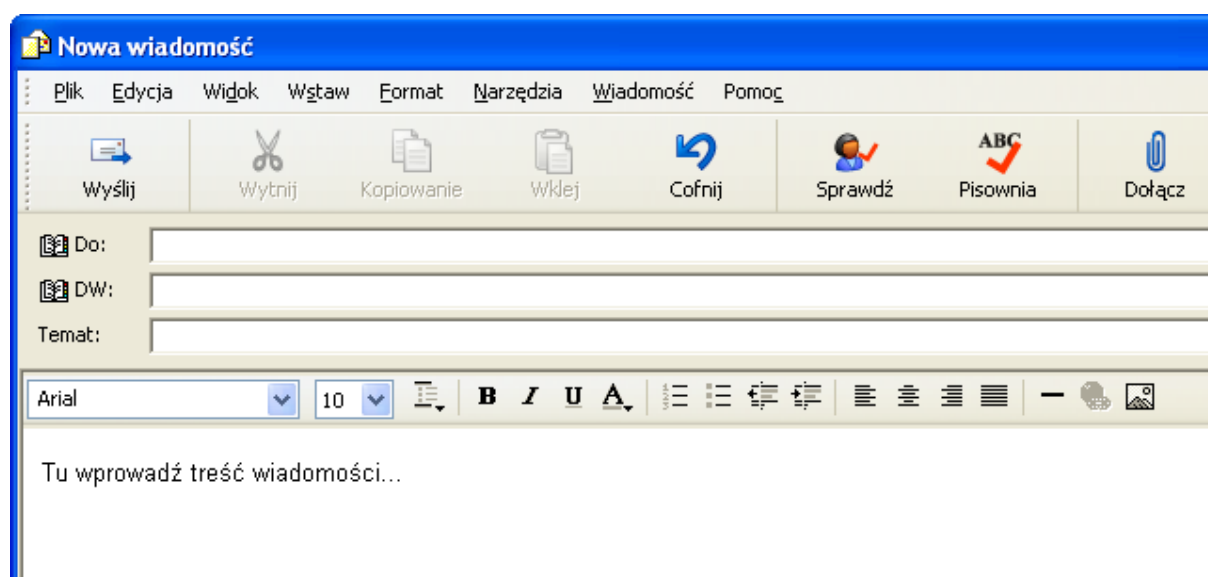 Nowa wiadomość
Plik Edycja Widok Wstaw Format Narzędzia Wiadomość Pomoc
Wyślij Wytnij Kopiowanie Wklej Cofnij Sprawdź ABC Pisownia Dołącz
Do:
DW:
Temat:
Arial 10 B I U A
Tu wprowadź treść wiadomości...